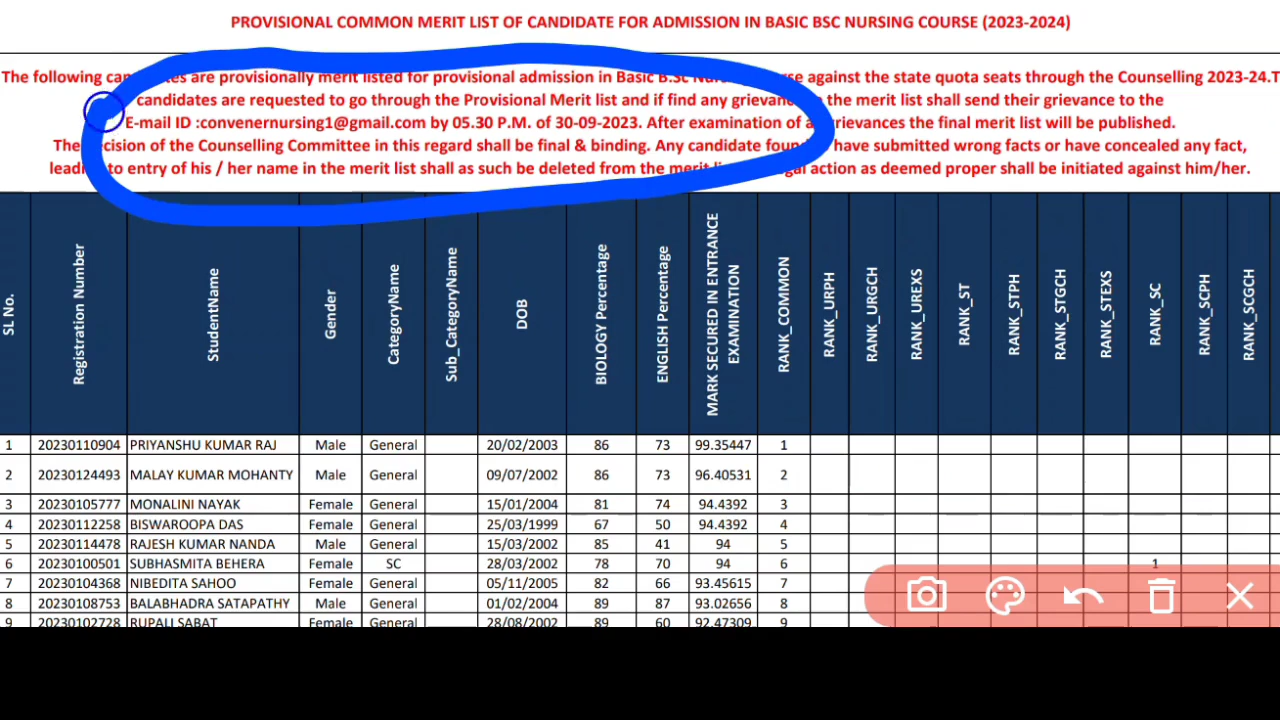 PROVISIONAL COMMON MERIT LIST OF CANDIDATE FOR ADMISSION IN BASIC BSC NURSING COURSE (2023-2024)
The following are provisionally merit listed for provisional admission in Basic B.Sc against the state quota seats through the Counselling 2023-24.T
candidates are requested to go through the Provisional Merit list and if find any the merit list shall send their grievance to the
E-mail ID :convenernursing1@gmail.com by 05.30 P.M. of 30-09-2023. After examination of grievances the final merit list will be published.
The of the Counselling Committee in this regard shall be final & binding. Any candidate have submitted wrong facts or have concealed any fact,
to entry of his / her name in the merit list shall as such be deleted from the merit action as deemed proper shall be initiated against him/her.
SL No. Registration Number StudentName Gender CategoryName Sub_CategoryName DOB BIOLOGY Percentage ENGLISH Percentage MARK SECURED IN ENTRANCE EXAMINATION RANK_COMMON RANK_URPH RANK_URGCH RANK_UREXS RANK_ST RANK_STPH RANK_STGCH RANK_STEXS RANK_SC RANK_SCPH RANK_SCGCH
1 20230110904 PRIYANSHU KUMAR RAJ Male General 20/02/2003 86 73 99.35447 1
2 20230124493 MALAY KUMAR MOHANTY Male General 09/07/2002 86 73 96.40531 2
3 20230105777 MONALINI NAYAK Female General 15/01/2004 81 74 94.4392 3
4 20230112258 BISWAROOPA DAS Female General 25/03/1999 67 50 94.4392 4
5 20230114478 RAJESH KUMAR NANDA Male General 15/03/2002 85 41 94 5
6 20230100501 SUBHASMITA BEHERA Female SC 28/03/2002 78 70 94 6 1
7 20230104368 NIBEDITA SAHOO Female General 05/11/2005 82 66 93.45615 7
8 20230108753 BALABHADRA SATAPATHY Male General 01/02/2004 89 87 93.02656 8
9 20230102728 RUPALI SABAT Female General 28/08/2002 89 60 92.47309 9